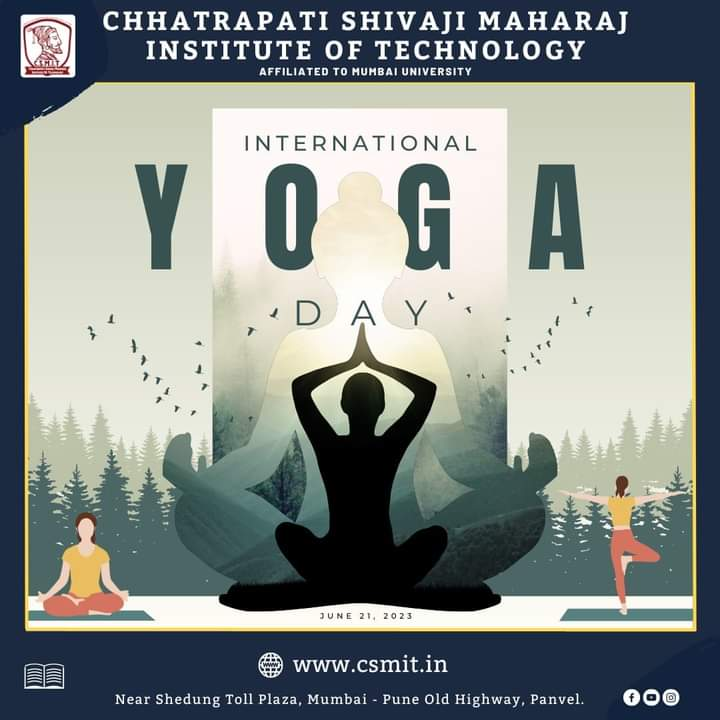 CHHATRAPATI SHIVAJI MAHARAJ
INSTITUTE OF TECHNOLOGY
AFFILIATED TO MUMBAI UNIVERSITY
CSMIT
INTERNATIONAL
YOGA
DAY
JUNE 21, 2023
www.csmit.in
Near Shedung Toll Plaza, Mumbai - Pune Old Highway, Panvel.